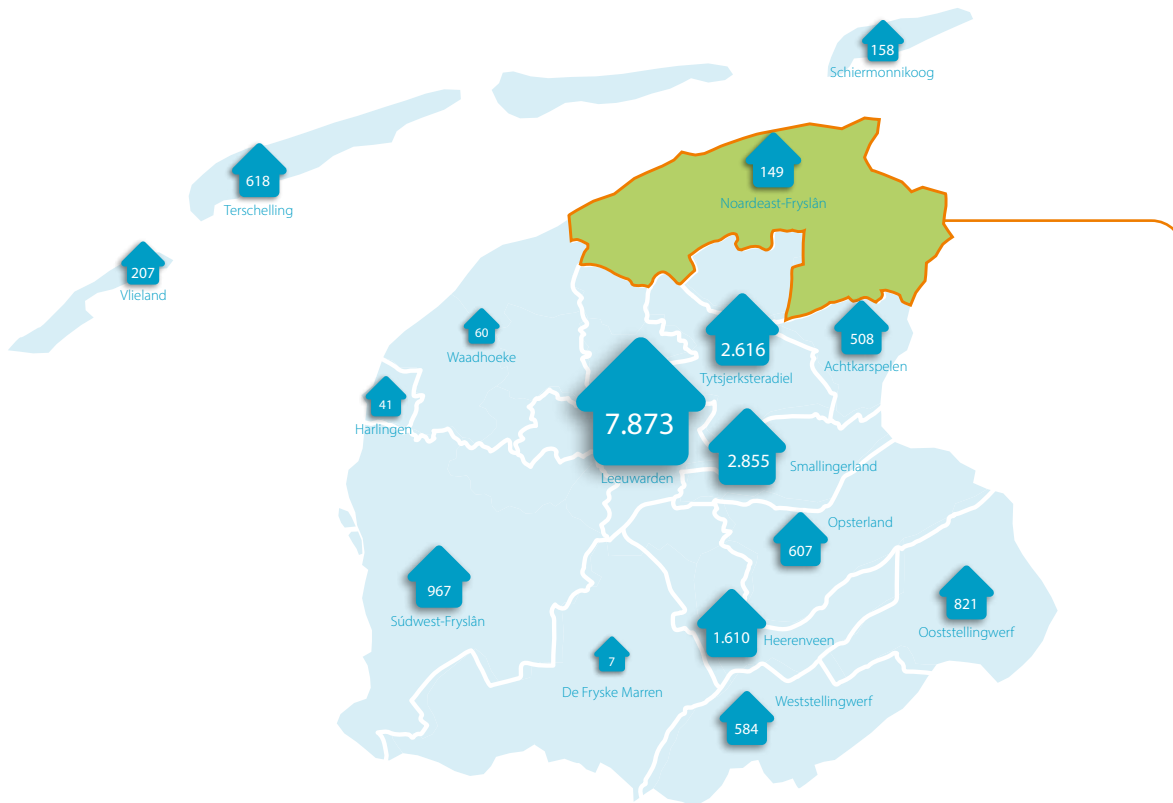 158
Schiermonnikoog
149
Noardeast-Fryslân
618
Terschelling
207
Vlieland
60
Waadhoeke
2.616
Tytsjerksteradiel
508
Achtkarspelen
41
Harlingen
7.873
Leeuwarden
2.855
Smallingerland
Opsterland
607
967
Súdwest-Fryslân
821
Ooststellingwerf
1.610
Heerenveen
7
De Fryske Marren
Weststellingwerf
584